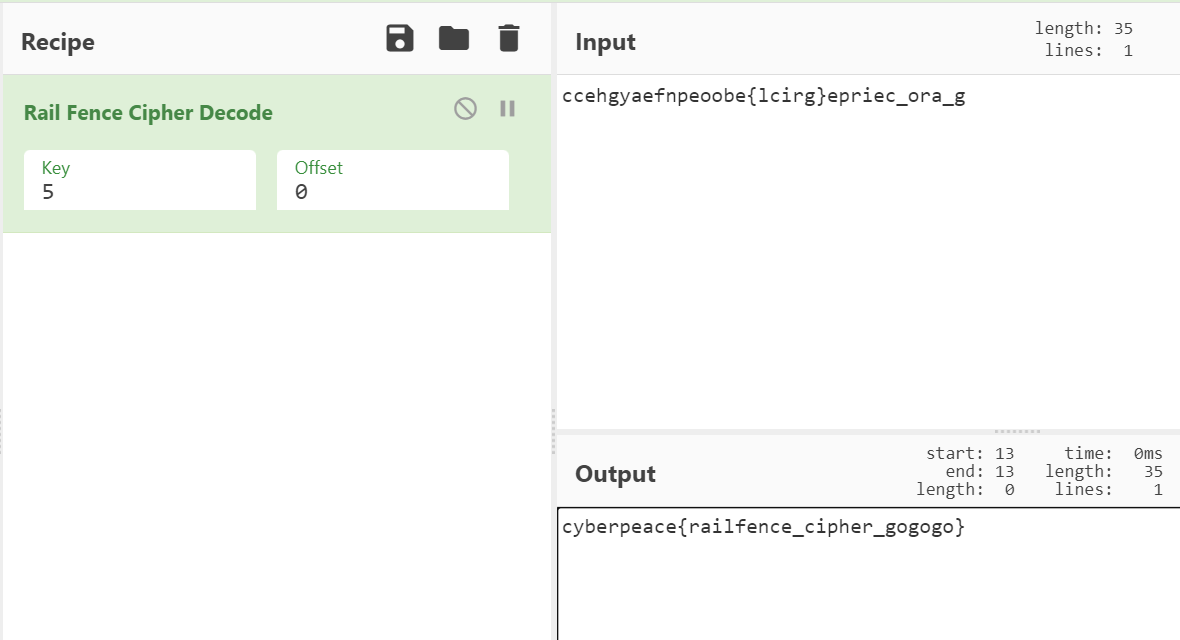 Recipe
Rail Fence Cipher Decode
Key
5
Offset
0
Input
length: 35
lines: 1
ccehgyaefnpeoobe{lcirg}epriec_ora_g
Output
start: 13 time: 0ms
end: 13 length: 35
length: 0 lines: 1
cyberpeace{railfence_cipher_gogogo}